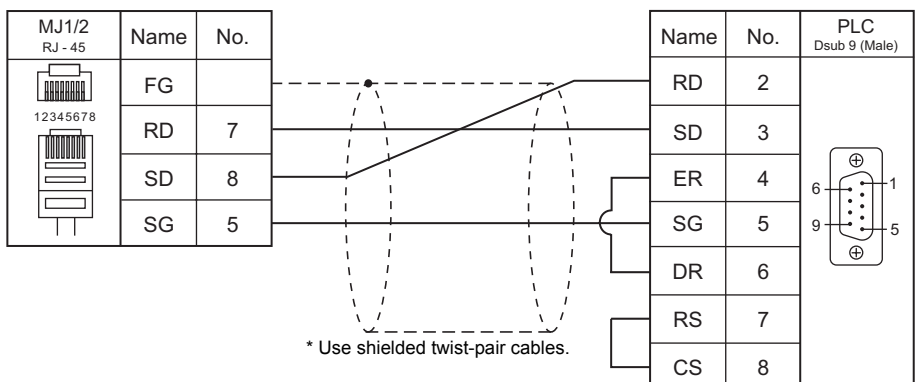 MJ1/2
RJ - 45
Name No.
FG
RD 7
SD 8
SG 5
12345678
* Use shielded twist-pair cables.
Name No.
PLC
Dsub 9 (Male)
RD 2
SD 3
ER 4
SG 5
DR 6
RS 7
CS 8
6 1
9 5